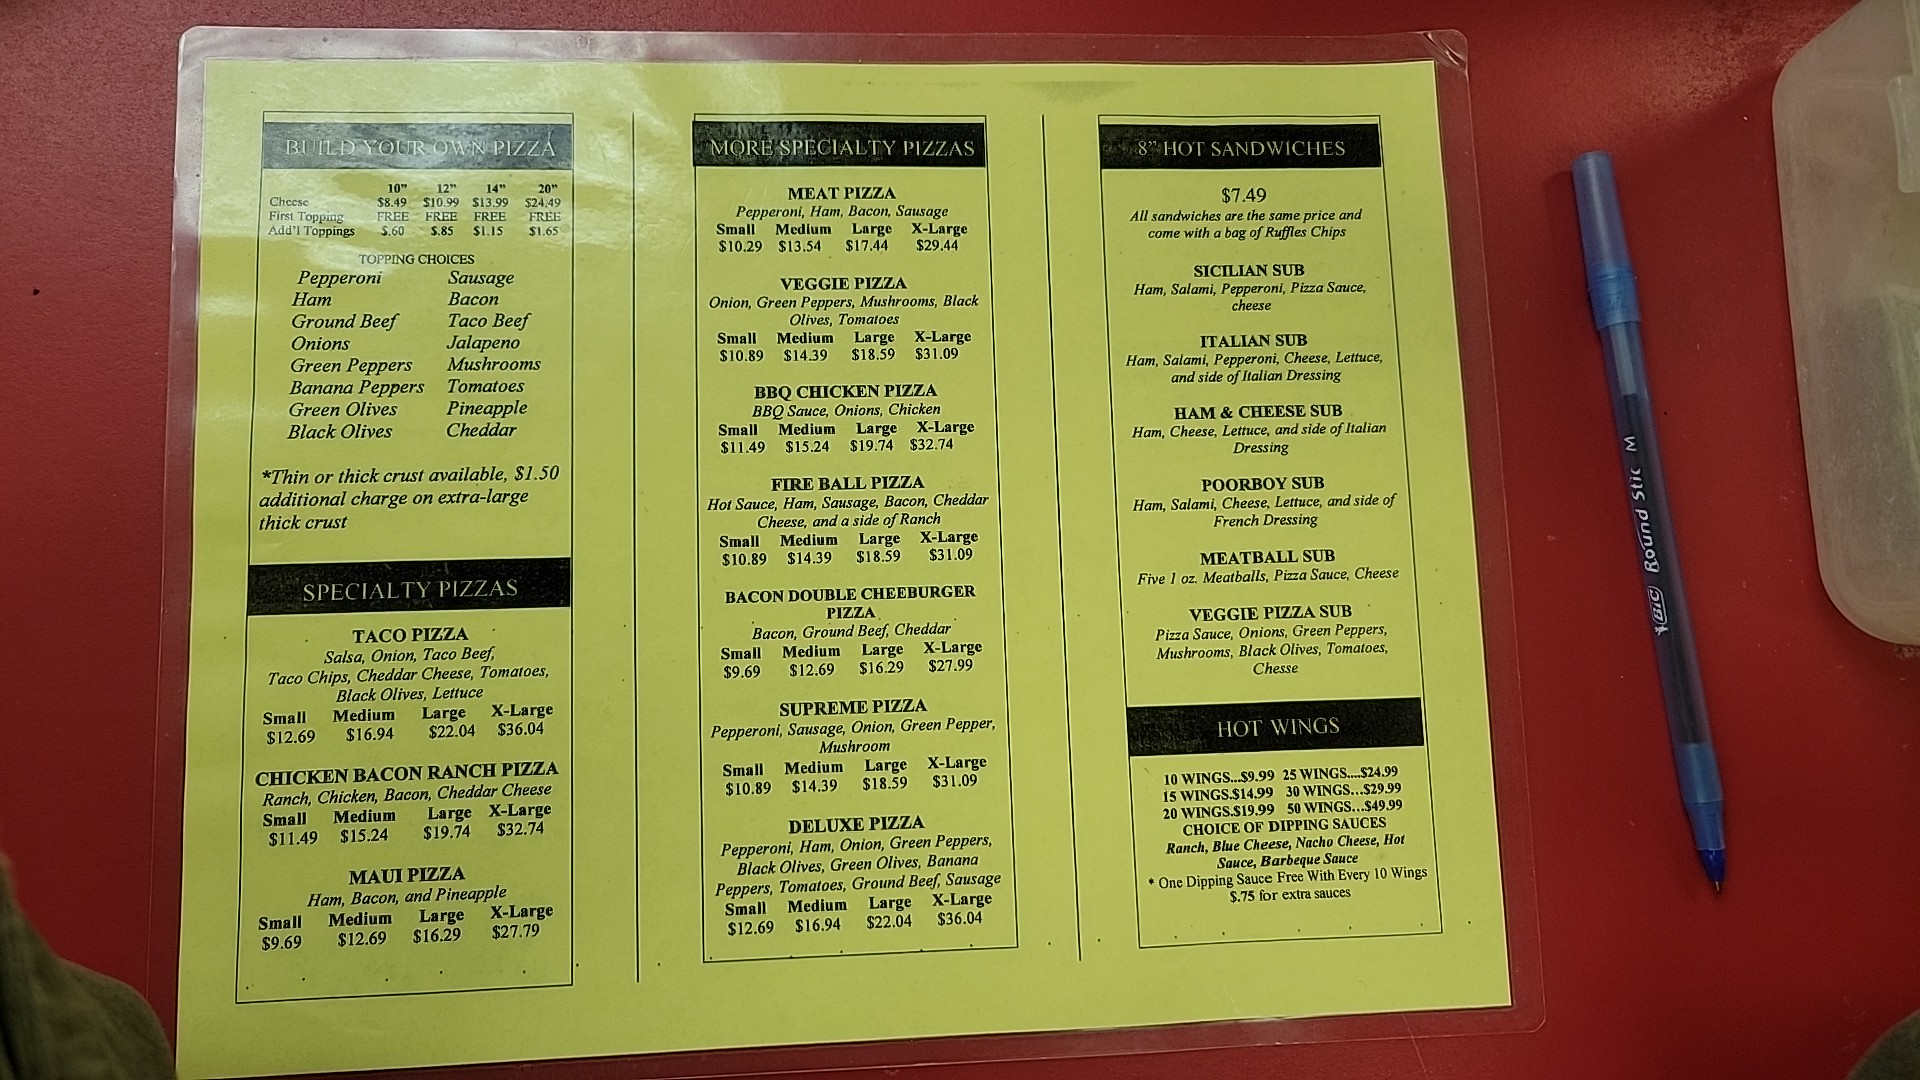 BUILD YOUR OWN PIZZA
10" 12" 14" 20"
Cheese $8.49 $10.99 $13.99 $24.49
First Topping FREE FREE FREE FREE
Add'l Toppings $.60 $.85 $1.15 $1.65
TOPPING CHOICES
Pepperoni Sausage
Ham Bacon
Ground Beef Taco Beef
Onions Jalapeno
Green Peppers Mushrooms
Banana Peppers Tomatoes
Green Olives Pineapple
Black Olives Cheddar
*Thin or thick crust available, $1.50
additional charge on extra-large
thick crust
SPECIALTY PIZZAS
TACO PIZZA
Salsa, Onion, Taco Beef,
Taco Chips, Cheddar Cheese, Tomatoes,
Black Olives, Lettuce
Small Medium Large X-Large
$12.69 $16.94 $22.04 $36.04
CHICKEN BACON RANCH PIZZA
Ranch, Chicken, Bacon, Cheddar Cheese
Small Medium Large X-Large
$11.49 $15.24 $19.74 $32.74
MAUI PIZZA
Ham, Bacon, and Pineapple
Small Medium Large X-Large
$9.69 $12.69 $16.29 $27.79
MORE SPECIALTY PIZZAS
MEAT PIZZA
Pepperoni, Ham, Bacon, Sausage
Small Medium Large X-Large
$10.29 $13.54 $17.44 $29.44
VEGGIE PIZZA
Onion, Green Peppers, Mushrooms, Black
Olives, Tomatoes
Small Medium Large X-Large
$10.89 $14.39 $18.59 $31.09
BBQ CHICKEN PIZZA
BBQ Sauce, Onions, Chicken
Small Medium Large X-Large
$11.49 $15.24 $19.74 $32.74
FIRE BALL PIZZA
Hot Sauce, Ham, Sausage, Bacon, Cheddar
Cheese, and a side of Ranch
Small Medium Large X-Large
$10.89 $14.39 $18.59 $31.09
BACON DOUBLE CHEEBURGER
PIZZA
Bacon, Ground Beef, Cheddar
Small Medium Large X-Large
$9.69 $12.69 $16.29 $27.99
SUPREME PIZZA
Pepperoni, Sausage, Onion, Green Pepper,
Mushroom
Small Medium Large X-Large
$10.89 $14.39 $18.59 $31.09
DELUXE PIZZA
Pepperoni, Ham, Onion, Green Peppers,
Black Olives, Green Olives, Banana
Peppers, Tomatoes, Ground Beef, Sausage
Small Medium Large X-Large
$12.69 $16.94 $22.04 $36.04
8" HOT SANDWICHES
$7.49
All sandwiches are the same price and
come with a bag of Ruffles Chips
SICILIAN SUB
Ham, Salami, Pepperoni, Pizza Sauce,
cheese
ITALIAN SUB
Ham, Salami, Pepperoni, Cheese, Lettuce,
and side of Italian Dressing
HAM & CHEESE SUB
Ham, Cheese, Lettuce, and side of Italian
Dressing
POORBOY SUB
Ham, Salami, Cheese, Lettuce, and side of
French Dressing
MEATBALL SUB
Five 1 oz. Meatballs, Pizza Sauce, Cheese
VEGGIE PIZZA SUB
Pizza Sauce, Onions, Green Peppers,
Mushrooms, Black Olives, Tomatoes,
Chesse
HOT WINGS
10 WINGS...$9.99 25 WINGS....$24.99
15 WINGS.$14.99 30 WINGS...$29.99
20 WINGS.$19.99 50 WINGS...$49.99
CHOICE OF DIPPING SAUCES
Ranch, Blue Cheese, Nacho Cheese, Hot
Sauce, Barbeque Sauce
* One Dipping Sauce Free With Every 10 Wings
$.75 for extra sauces
BIC Round Stic M